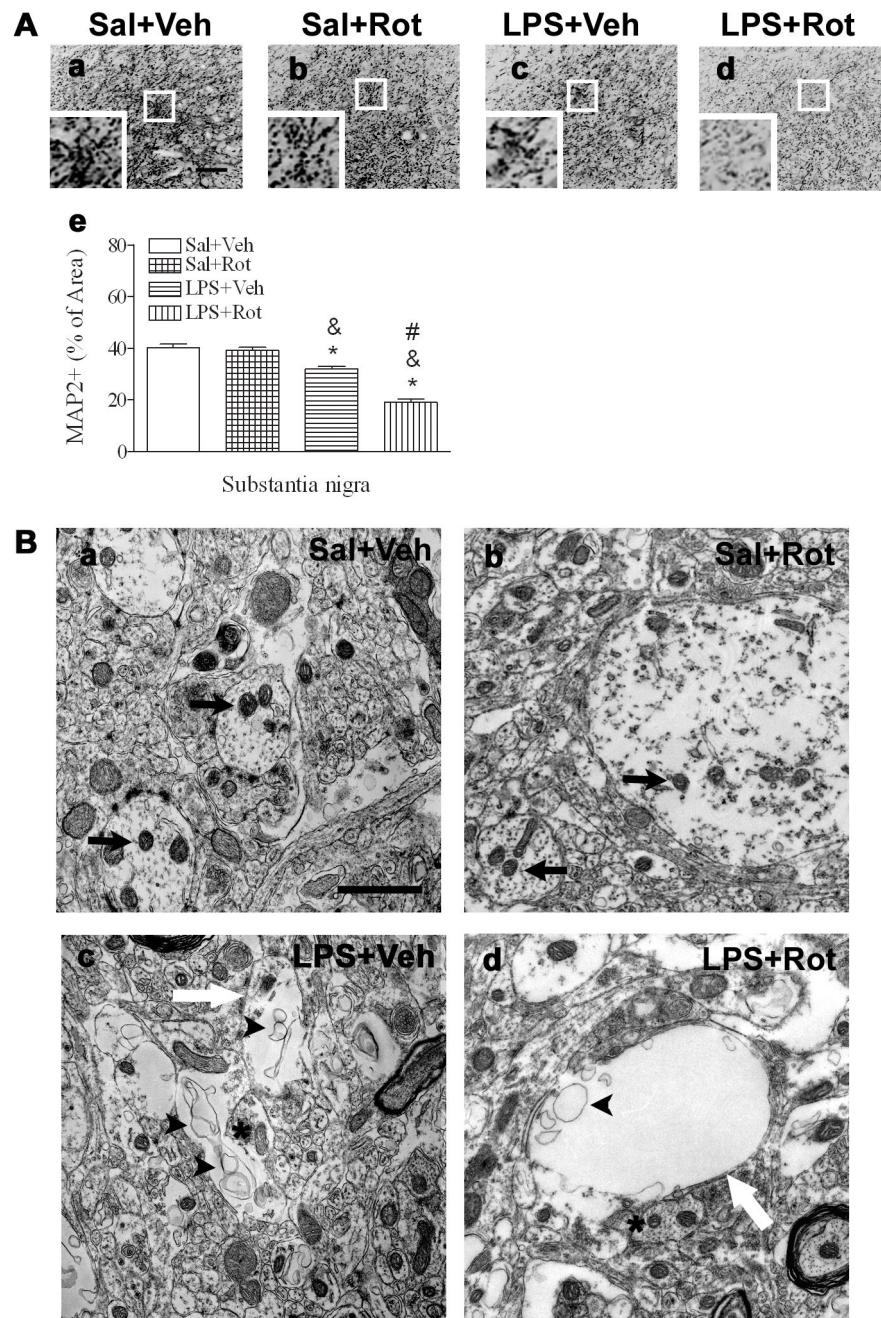 A
Sal+Veh Sal+Rot LPS+Veh LPS+Rot
a b c d
e
80
60
40
20
0
MAP2+ (% of Area)
Sal+Veh
Sal+Rot
LPS+Veh
LPS+Rot
&
*
#
&
*
Substantia nigra
B
a Sal+Veh
b Sal+Rot
c LPS+Veh
*
d LPS+Rot
*